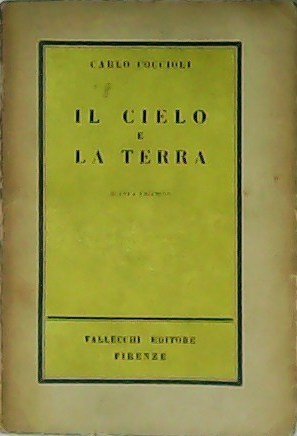 CARLO COCCIOLI
IL CIELO
E
LA TERRA
VALLECCHI EDITORE
FIRENZE